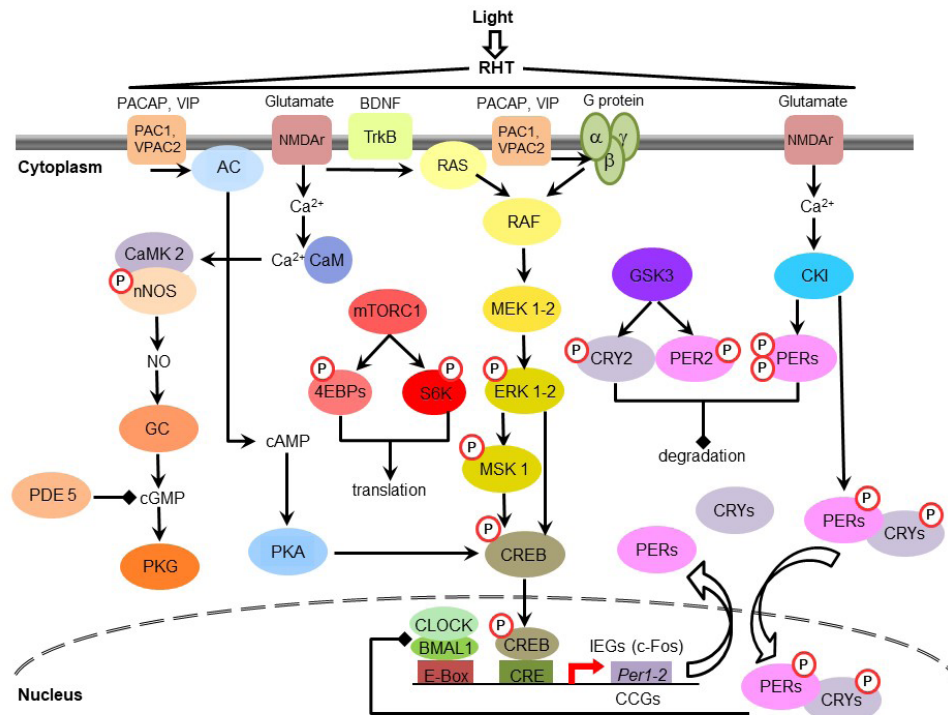 Light
RHT
PACAP, VIP
Glutamate
BDNF
PACAP, VIP
G protein
Glutamate
PAC1,
VPAC2
NMDAr
TrkB
PAC1,
VPAC2
α
γ
β
NMDAr
Cytoplasm
AC
RAS
Ca2+
RAF
Ca2+
CaMK 2
P
nNOS
Ca2+
CaM
GSK3
CKI
MEK 1-2
mTORC1
NO
P
CRY2
PER2
P
P
P
PERs
P
4EBPs
P
S6K
P
ERK 1-2
GC
cAMP
P
MSK 1
degradation
PDE 5
cGMP
translation
CRYs
PERs
P
CRYs
P
PKG
PKA
P
CREB
PERs
CLOCK
BMAL1
E-Box
P
CREB
CRE
IEGs (c-Fos)
Per1-2
CCGs
PERs
P
CRYs
P
Nucleus